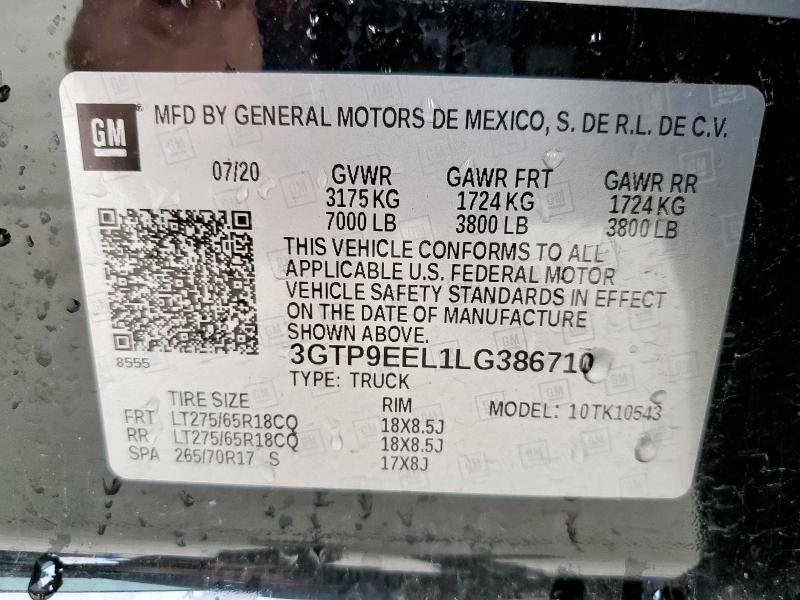 GM
MFD BY GENERAL MOTORS DE MEXICO, S. DE R.L. DE C.V.
07/20 GVWR GAWR FRT GAWR RR
3175 KG 1724 KG 1724 KG
7000 LB 3800 LB 3800 LB
THIS VEHICLE CONFORMS TO ALL
APPLICABLE U.S. FEDERAL MOTOR
VEHICLE SAFETY STANDARDS IN EFFECT
ON THE DATE OF MANUFACTURE
SHOWN ABOVE.
8555
3GTP9EEL1LG386710
TYPE: TRUCK
TIRE SIZE RIM MODEL: 10TK10543
FRT LT275/65R18CQ 18X8.5J
RR LT275/65R18CQ 18X8.5J
SPA 265/70R17 S 17X8J